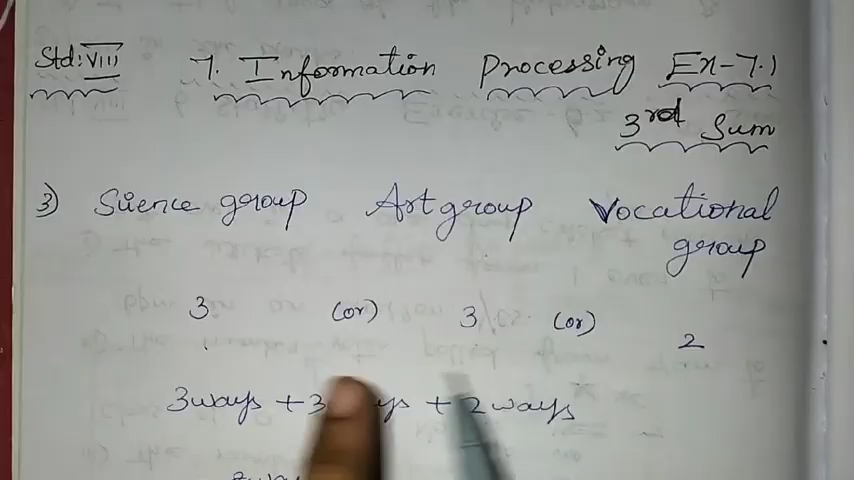 Std: VIII 7. Information Processing Ex-7.1
3rd Sum
3) Science group Art group Vocational
group
3 (or) 3 (or) 2
3 ways + 3 ways + 2 ways